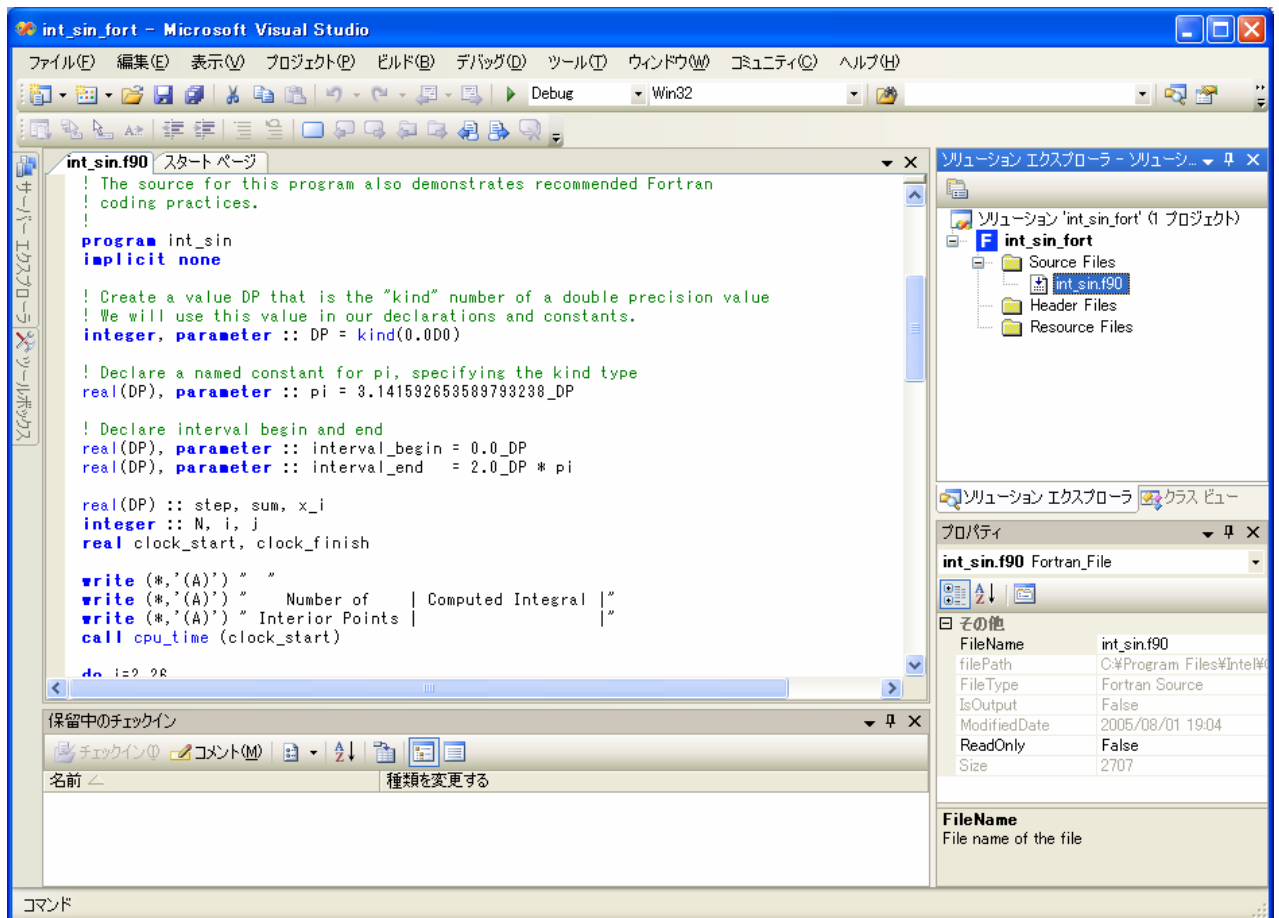 int_sin_fort - Microsoft Visual Studio
ファイル(F) 編集(E) 表示(V) プロジェクト(P) ビルド(B) デバッグ(D) ツール(T) ウィンドウ(W) コミュニティ(C) ヘルプ(H)
Debug Win32
サーバー エクスプローラ
ツールボックス
int_sin.f90 スタート ページ
! The source for this program also demonstrates recommended Fortran
! coding practices.
!
program int_sin
implicit none
! Create a value DP that is the "kind" number of a double precision value
! We will use this value in our declarations and constants.
integer, parameter :: DP = kind(0.0D0)
! Declare a named constant for pi, specifying the kind type
real(DP), parameter :: pi = 3.141592653589793238_DP
! Declare interval begin and end
real(DP), parameter :: interval_begin = 0.0_DP
real(DP), parameter :: interval_end   = 2.0_DP * pi
real(DP) :: step, sum, x_i
integer :: N, i, j
real clock_start, clock_finish
write (*,'(A)') "  "
write (*,'(A)') "    Number of    | Computed Integral |"
write (*,'(A)') " Interior Points |                   |"
call cpu_time (clock_start)
do i=2,26
保留中のチェックイン
チェックイン(I) コメント(M)
名前 種類を変更する
ソリューション エクスプローラ - ソリューシ...
ソリューション 'int_sin_fort' (1 プロジェクト)
F int_sin_fort
Source Files
int_sin.f90
Header Files
Resource Files
ソリューション エクスプローラ クラス ビュー
プロパティ
int_sin.f90 Fortran_File
その他
FileName int_sin.f90
filePath C:¥Program Files¥Intel¥
FileType Fortran Source
IsOutput False
ModifiedDate 2005/08/01 19:04
ReadOnly False
Size 2707
FileName
File name of the file
コマンド